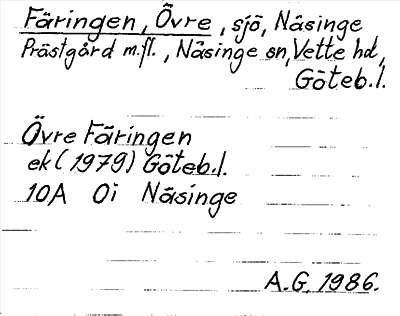 Färingen, Övre, sjö, Näsinge
Prästgård m.fl., Näsinge sn, Vette hd,
Göteb.l.
Övre Färingen
ek (1979) Göteb.l.
10A 0i Näsinge
A.G. 1986.